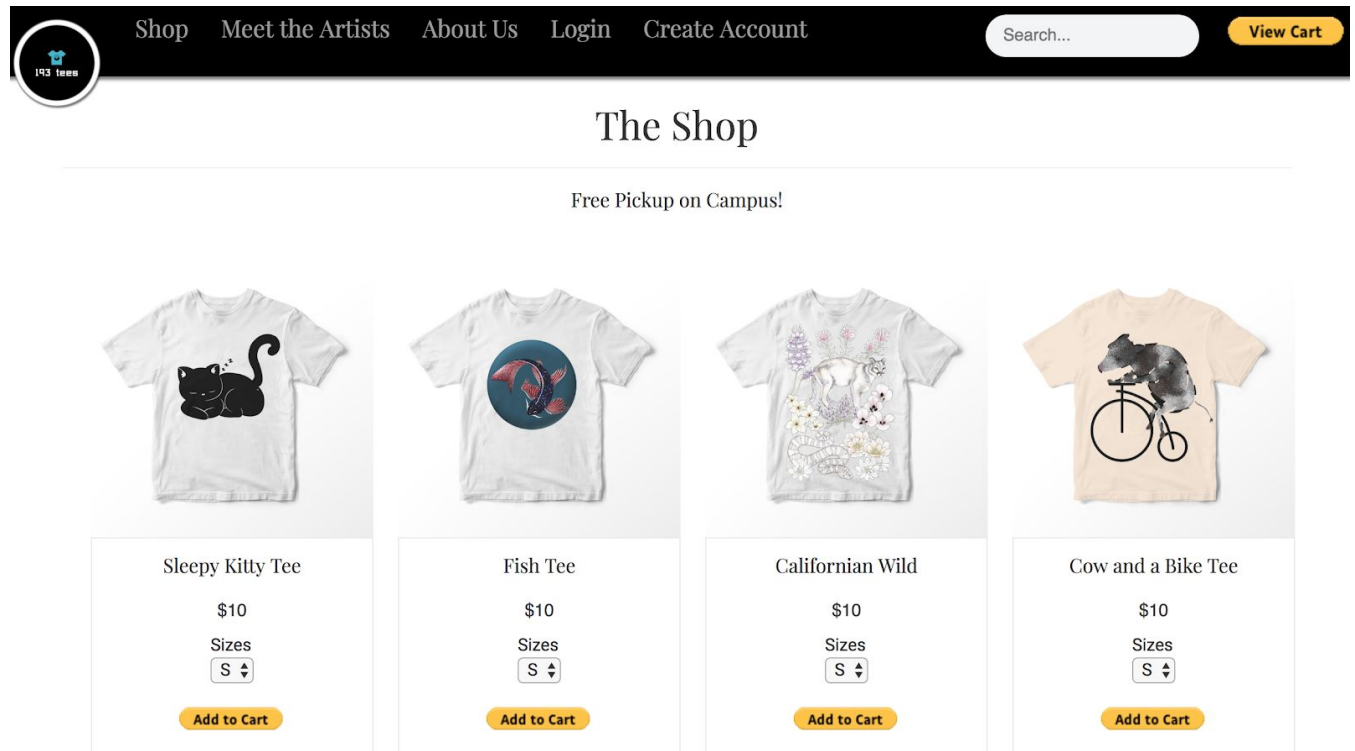 Shop Meet the Artists About Us Login Create Account Search... View Cart
193 tees
The Shop
Free Pickup on Campus!
z z z
Sleepy Kitty Tee Fish Tee Californian Wild Cow and a Bike Tee
$10 $10 $10 $10
Sizes Sizes Sizes Sizes
S S S S
Add to Cart Add to Cart Add to Cart Add to Cart